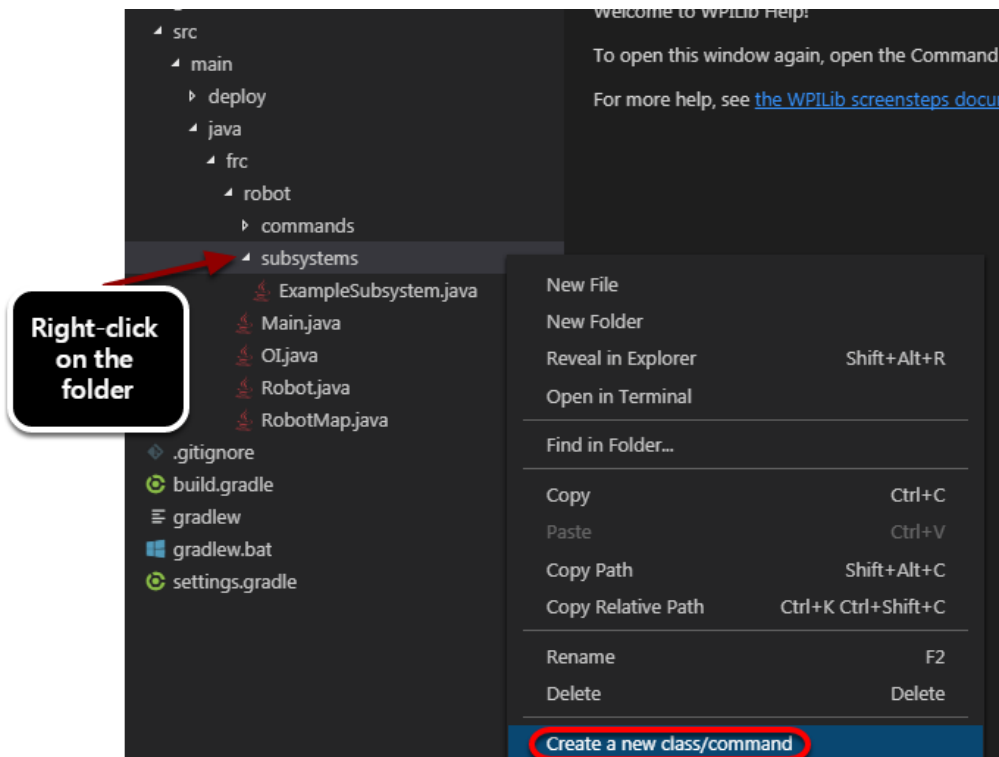 Welcome to WPILib Help!
To open this window again, open the Command
For more help, see the WPILib screensteps docu
src
main
deploy
java
frc
robot
commands
subsystems
ExampleSubsystem.java
Main.java
OI.java
Robot.java
RobotMap.java
.gitignore
build.gradle
gradlew
gradlew.bat
settings.gradle
Right-click
on the
folder
New File
New Folder
Reveal in Explorer Shift+Alt+R
Open in Terminal
Find in Folder...
Copy Ctrl+C
Paste Ctrl+V
Copy Path Shift+Alt+C
Copy Relative Path Ctrl+K Ctrl+Shift+C
Rename F2
Delete Delete
Create a new class/command